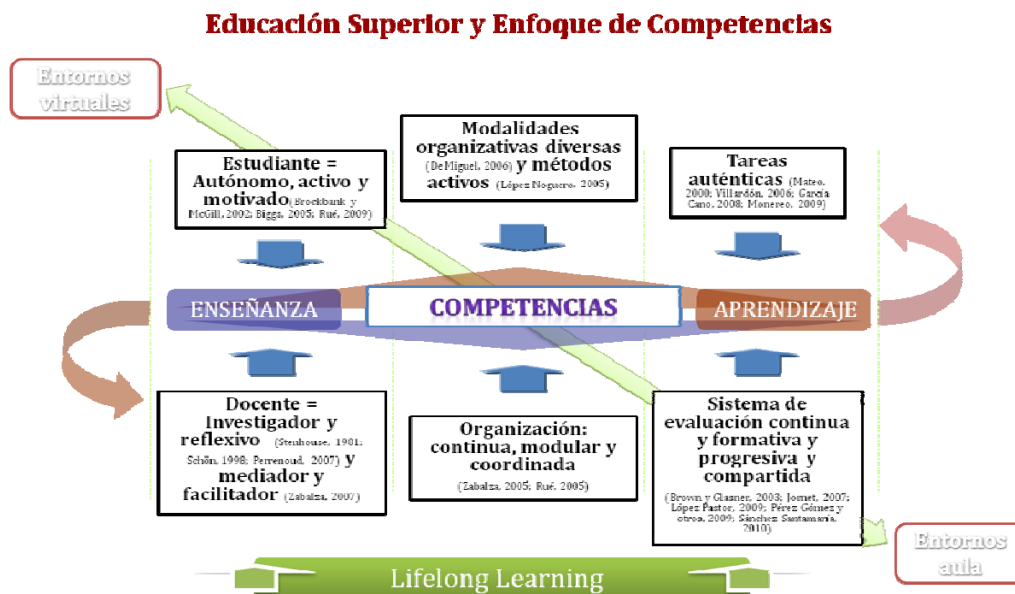 Educación Superior y Enfoque de Competencias
Entornos
virtuales
Estudiante =
Autónomo, activo y
motivado(Brockbank y
McGill, 2002; Biggs, 2005; Rué, 2009)
Modalidades
organizativas diversas
(De Miguel, 2006) y métodos
activos (López Noguero, 2005)
Tareas
auténticas (Mateo,
2000; Villardón, 2006; García
Cano, 2008; Monereo, 2009)
ENSEÑANZA
COMPETENCIAS
APRENDIZAJE
Docente =
investigador y
reflexivo (Stenhouse, 1981;
Schön, 1998; Perrenoud, 2007) y
mediador y
facilitador (Zabalza, 2007)
Organización:
continua, modular y
coordinada
(Zabalza, 2005; Rué, 2005)
Sistema de
evaluación continua
y formativa y
progresiva y
compartida
(Brown y Glasner, 2003; Jornet, 2007;
López Pastor, 2009; Pérez Gómez y
otros, 2009; Sánchez Santamaría,
2010)
Entornos
aula
Lifelong Learning